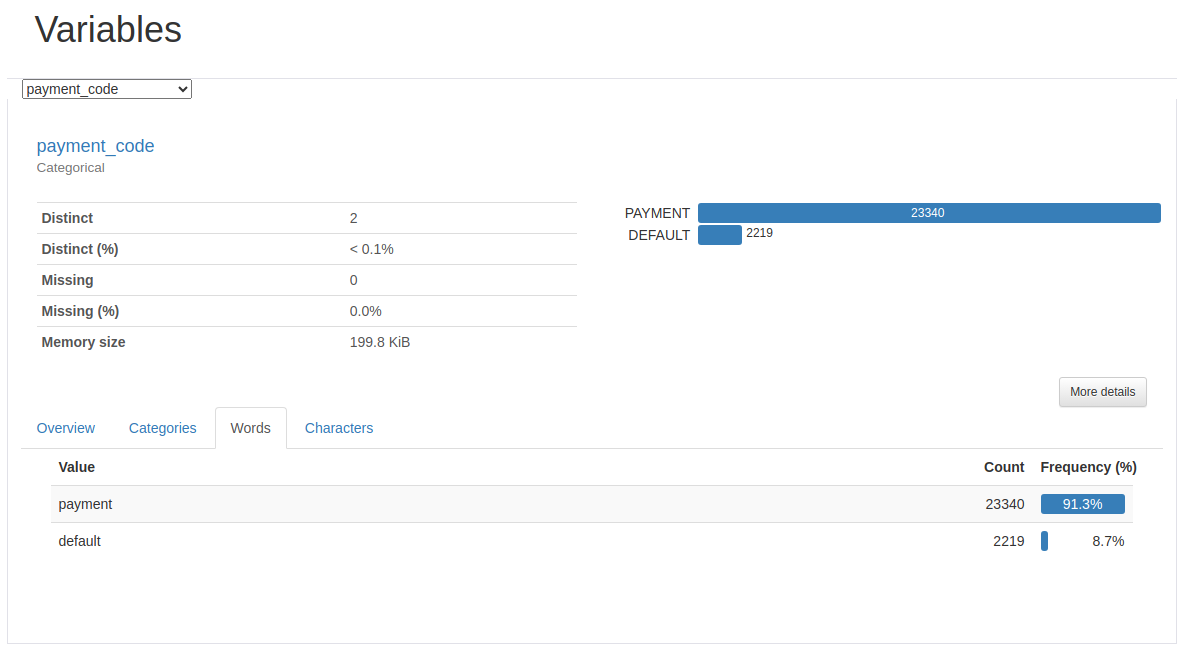 Variables
payment_code
payment_code
Categorical
Distinct 2
Distinct (%) < 0.1%
Missing 0
Missing (%) 0.0%
Memory size 199.8 KiB
PAYMENT 23340
DEFAULT 2219
More details
Overview Categories Words Characters
Value Count Frequency (%)
payment 23340 91.3%
default 2219 8.7%